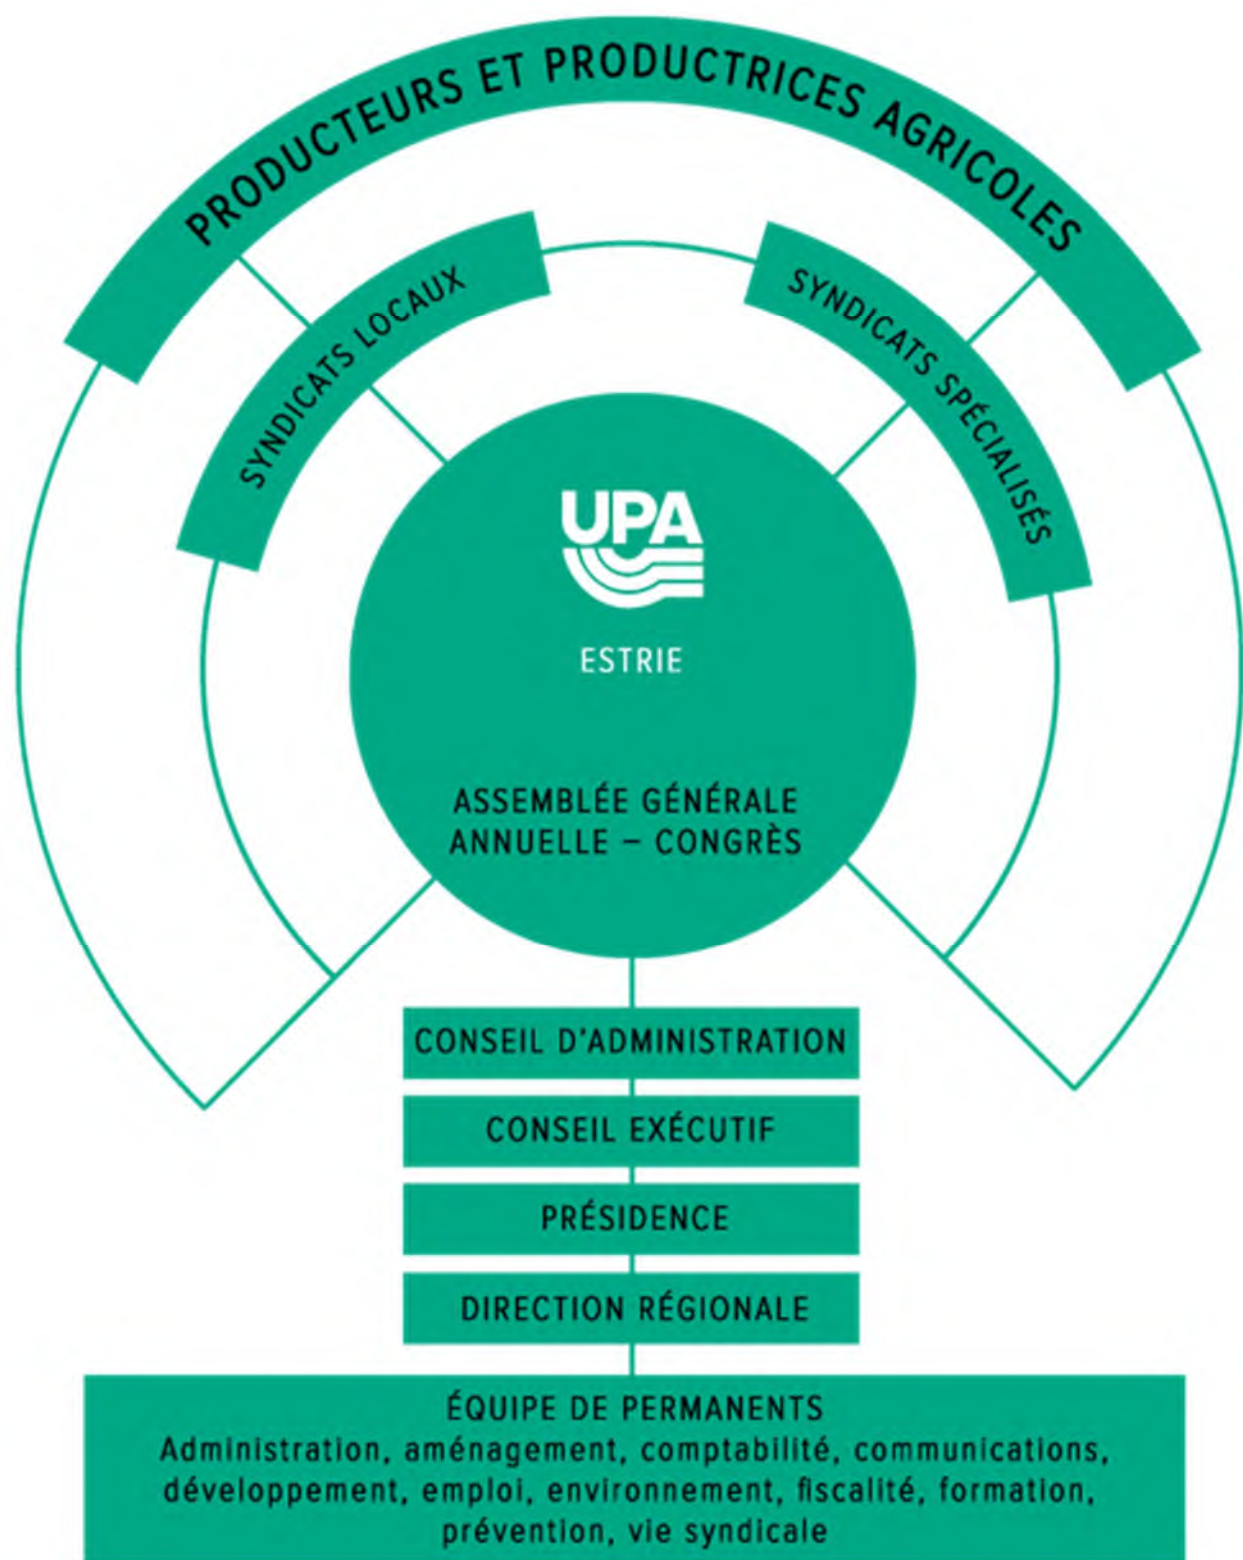 PRODUCTEURS ET PRODUCTRICES AGRICOLES
SYNDICATS LOCAUX
SYNDICATS SPÉCIALISÉS
UPA
ESTRIE
ASSEMBLÉE GÉNÉRALE
ANNUELLE – CONGRÈS
CONSEIL D'ADMINISTRATION
CONSEIL EXÉCUTIF
PRÉSIDENCE
DIRECTION RÉGIONALE
ÉQUIPE DE PERMANENTS
Administration, aménagement, comptabilité, communications,
développement, emploi, environnement, fiscalité, formation,
prévention, vie syndicale